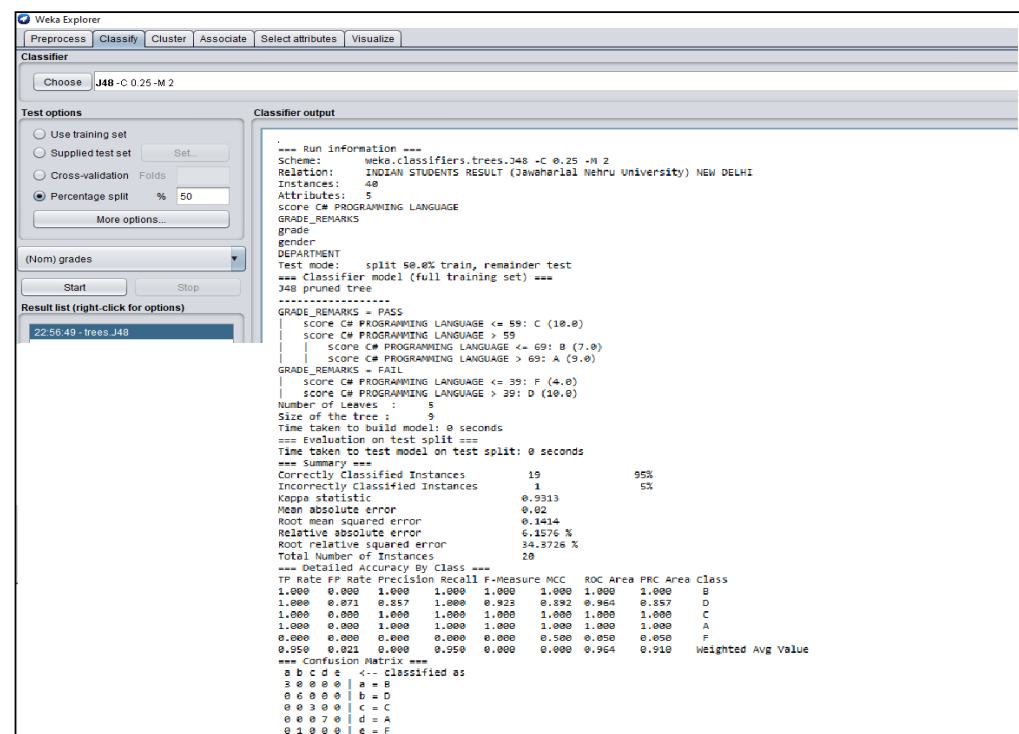 Weka Explorer
Preprocess Classify Cluster Associate Select attributes Visualize
Classifier
Choose J48 -C 0.25 -M 2
Test options
Use training set
Supplied test set Set...
Cross-validation Folds
Percentage split % 50
More options...
(Nom) grades
Start Stop
Result list (right-click for options)
22:56:49 - trees.J48
Classifier output
=== Run information ===
Scheme: weka.classifiers.trees.J48 -C 0.25 -M 2
Relation: INDIAN STUDENTS RESULT (Jawaharlal Nehru University) NEW DELHI
Instances: 40
Attributes: 5
score C# PROGRAMMING LANGUAGE
GRADE_REMARKS
grade
gender
DEPARTMENT
Test mode: split 50.0% train, remainder test
=== Classifier model (full training set) ===
J48 pruned tree
------------------
GRADE_REMARKS = PASS
| score C# PROGRAMMING LANGUAGE <= 59: C (10.0)
| score C# PROGRAMMING LANGUAGE > 59
| | score C# PROGRAMMING LANGUAGE <= 69: B (7.0)
| | score C# PROGRAMMING LANGUAGE > 69: A (9.0)
GRADE_REMARKS = FAIL
| score C# PROGRAMMING LANGUAGE <= 39: F (4.0)
| score C# PROGRAMMING LANGUAGE > 39: D (10.0)
Number of Leaves : 5
Size of the tree : 9
Time taken to build model: 0 seconds
=== Evaluation on test split ===
Time taken to test model on test split: 0 seconds
=== Summary ===
Correctly Classified Instances 19 95%
Incorrectly Classified Instances 1 5%
Kappa statistic 0.9313
Mean absolute error 0.02
Root mean squared error 0.1414
Relative absolute error 6.1576 %
Root relative squared error 34.3726 %
Total Number of Instances 20
=== Detailed Accuracy By Class ===
TP Rate FP Rate Precision Recall F-Measure MCC ROC Area PRC Area Class
1.000 0.000 1.000 1.000 1.000 1.000 1.000 1.000 B
1.000 0.071 0.857 1.000 0.923 0.892 0.964 0.857 D
1.000 0.000 1.000 1.000 1.000 1.000 1.000 1.000 C
1.000 0.000 1.000 1.000 1.000 1.000 1.000 1.000 A
0.000 0.000 0.000 0.000 0.000 0.500 0.050 0.050 F
0.950 0.021 0.000 0.950 0.000 0.000 0.964 0.910 Weighted Avg Value
=== Confusion Matrix ===
a b c d e <-- classified as
3 0 0 0 0 | a = B
0 6 0 0 0 | b = D
0 0 3 0 0 | c = C
0 0 0 7 0 | d = A
0 1 0 0 0 | e = F